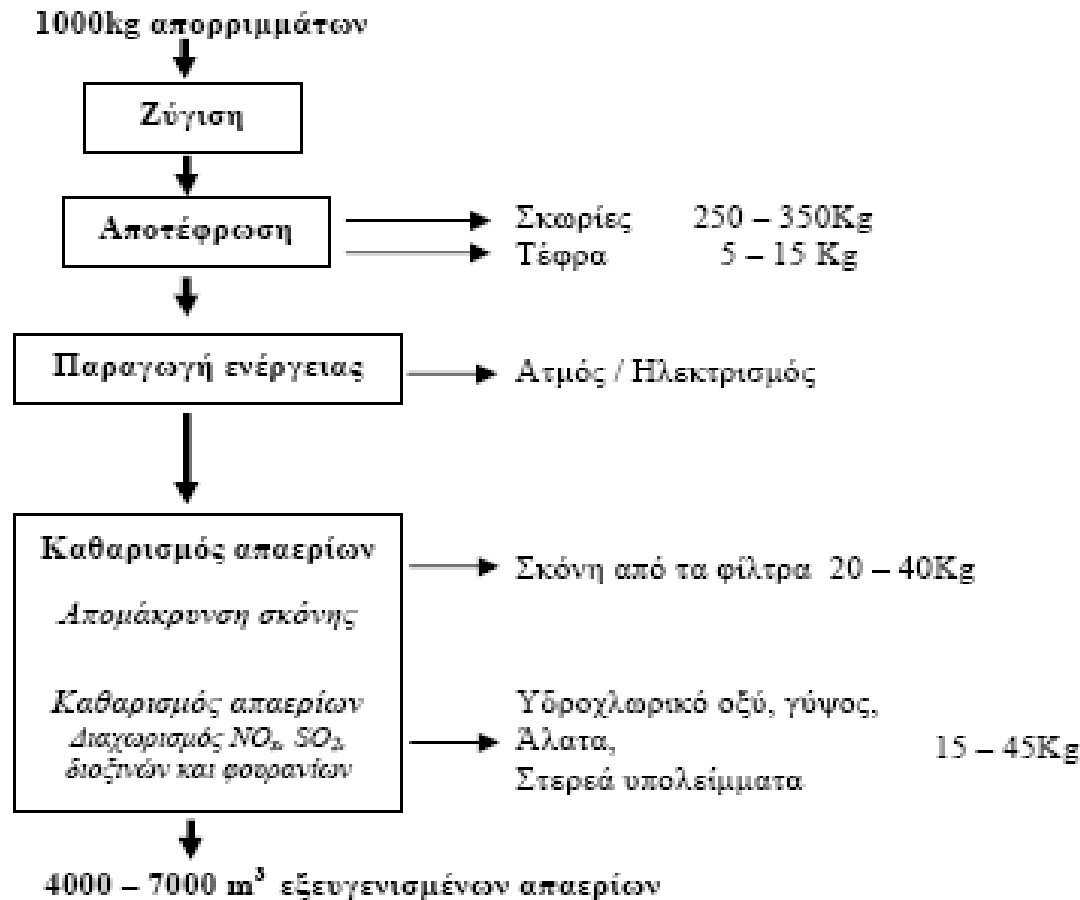 1000kg απορριμμάτων
Ζύγιση
Αποτέφρωση
Σκωρίες 250 – 350Kg
Τέφρα 5 – 15 Kg
Παραγωγή ενέργειας
Ατμός / Ηλεκτρισμός
Καθαρισμός απαερίων
Σκόνη από τα φίλτρα 20 – 40Kg
Απομάκρυνση σκόνης
Καθαρισμός απαερίων
Διαχωρισμός NOx, SO2,
διοξινών και φουρανίων
Υδροχλωρικό οξύ, γύψος,
Άλατα,
15 – 45Kg
Στερεά υπολείμματα
4000 – 7000 m³ εξευγενισμένων απαερίων